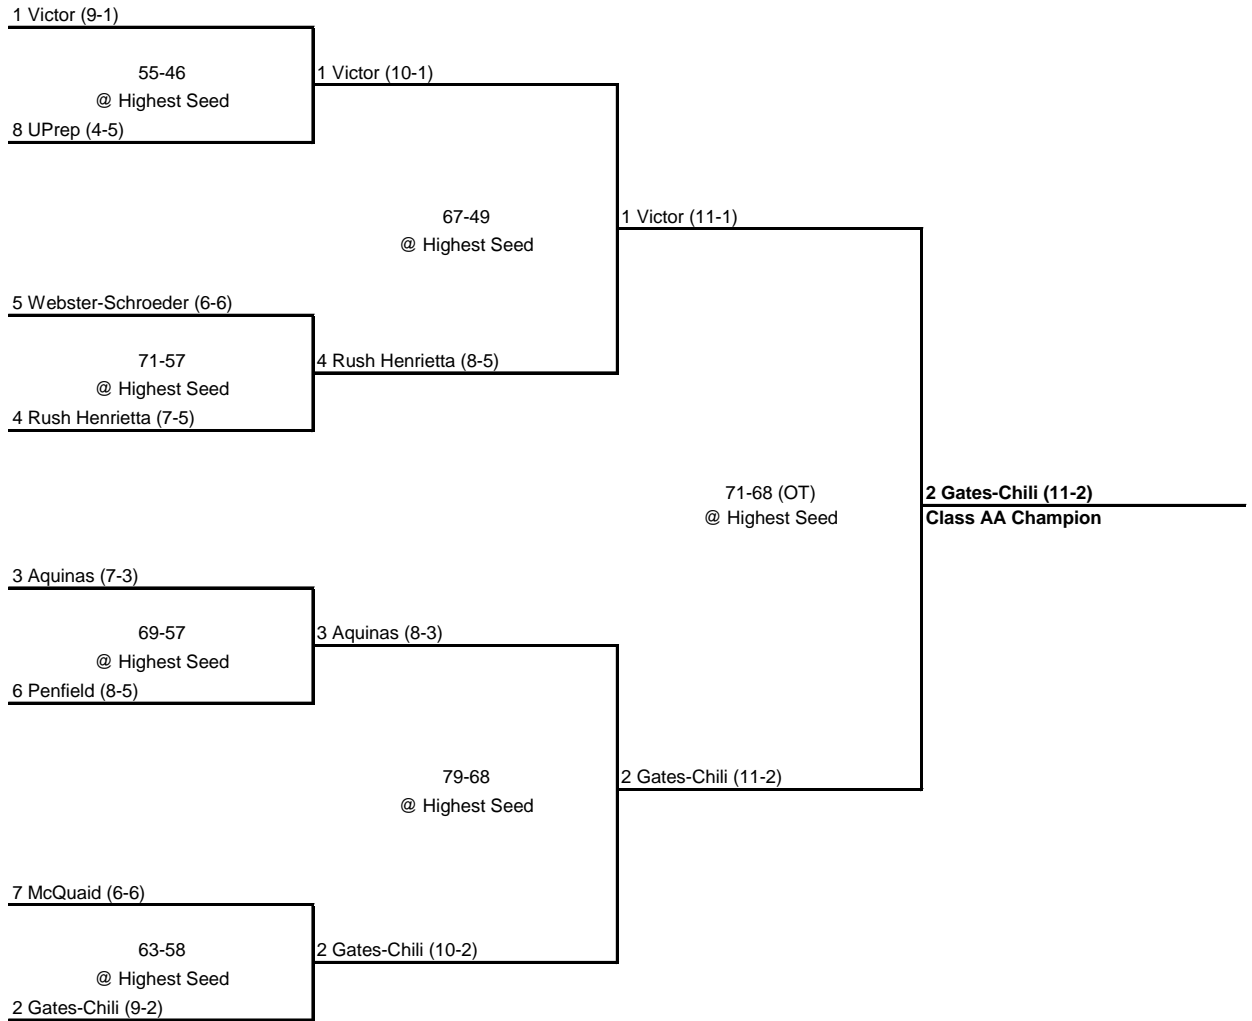 1 Victor (9-1)
55-46
@ Highest Seed
8 UPrep (4-5)
1 Victor (10-1)
67-49
@ Highest Seed
5 Webster-Schroeder (6-6)
71-57
@ Highest Seed
4 Rush Henrietta (7-5)
4 Rush Henrietta (8-5)
1 Victor (11-1)
71-68 (OT)
@ Highest Seed
2 Gates-Chili (11-2)
Class AA Champion
3 Aquinas (7-3)
69-57
@ Highest Seed
6 Penfield (8-5)
3 Aquinas (8-3)
79-68
@ Highest Seed
2 Gates-Chili (11-2)
7 McQuaid (6-6)
63-58
@ Highest Seed
2 Gates-Chili (9-2)
2 Gates-Chili (10-2)